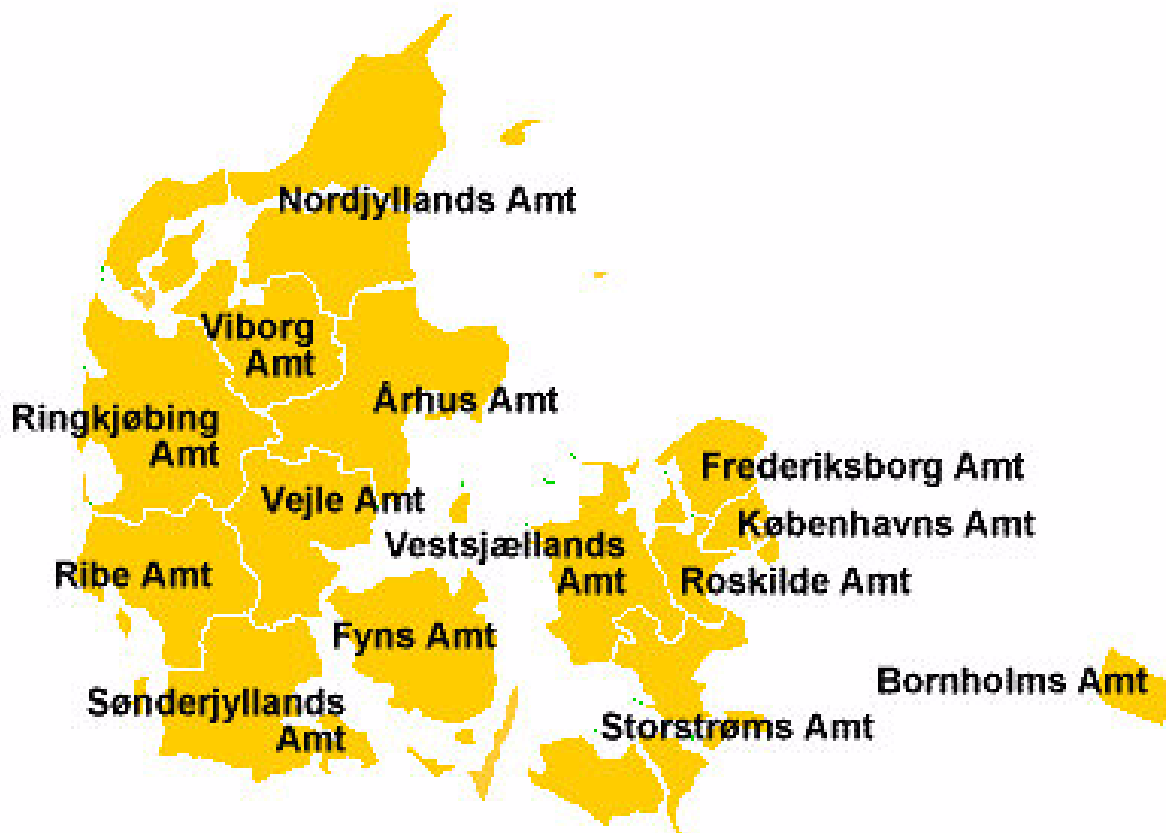 Nordjyllands Amt
Viborg
Amt
Århus Amt
Ringkjøbing
Amt
Frederiksborg Amt
Vejle Amt
Københavns Amt
Vestsjællands
Amt
Ribe Amt
Roskilde Amt
Fyns Amt
Bornholms Amt
Sønderjyllands
Amt
Storstrøms Amt